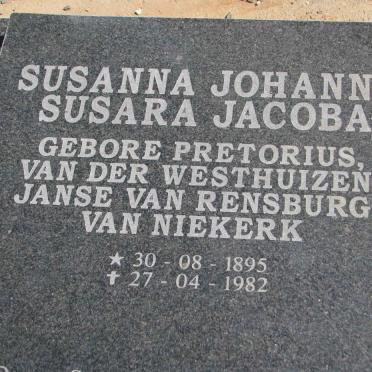 SUSANNA JOHANN
SUSARA JACOBA
GEBORE PRETORIUS,
VAN DER WESTHUIZEN
JANSE VAN RENSBURG
VAN NIEKERK
★ 30 - 08 - 1895
✝ 27 - 04 - 1982